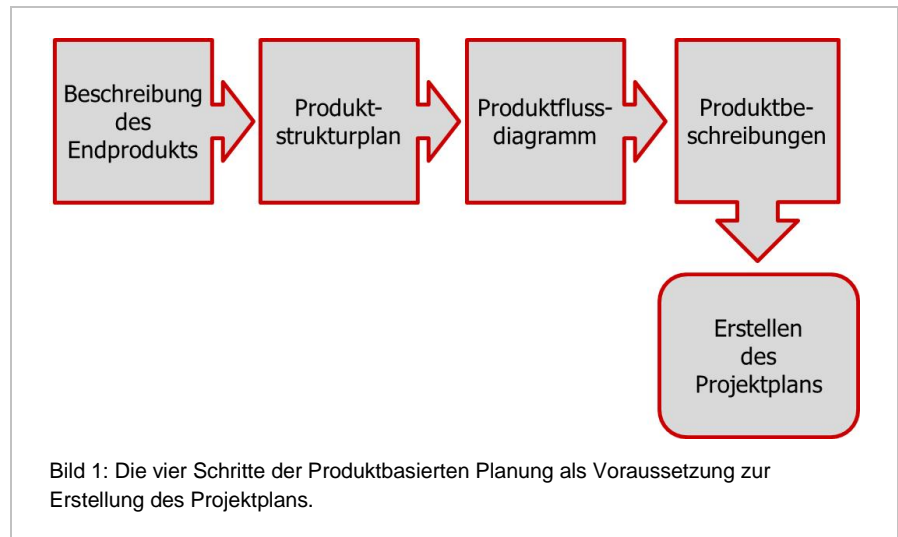 Beschreibung
des
Endprodukts
Produkt-
strukturplan
Produktfluss-
diagramm
Produktbe-
schreibungen
Erstellen
des
Projektplans
Bild 1: Die vier Schritte der Produktbasierten Planung als Voraussetzung zur
Erstellung des Projektplans.